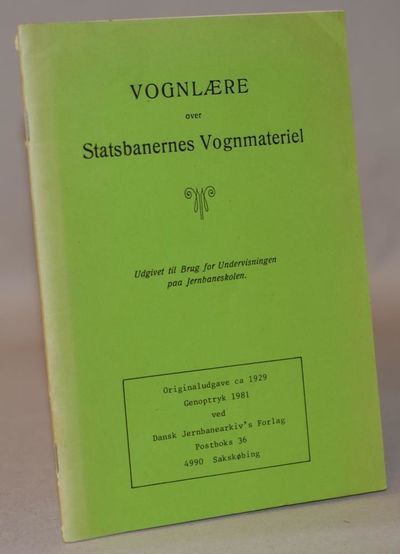 VOGNLÆRE
over
Statsbanernes Vognmateriel
Udgivet til Brug for Undervisningen
paa Jernbaneskolen.
Originaludgave ca 1929
Genoptryk 1981
ved
Dansk Jernbanearkiv's Forlag
Postboks 36
4990 Sakskøbing